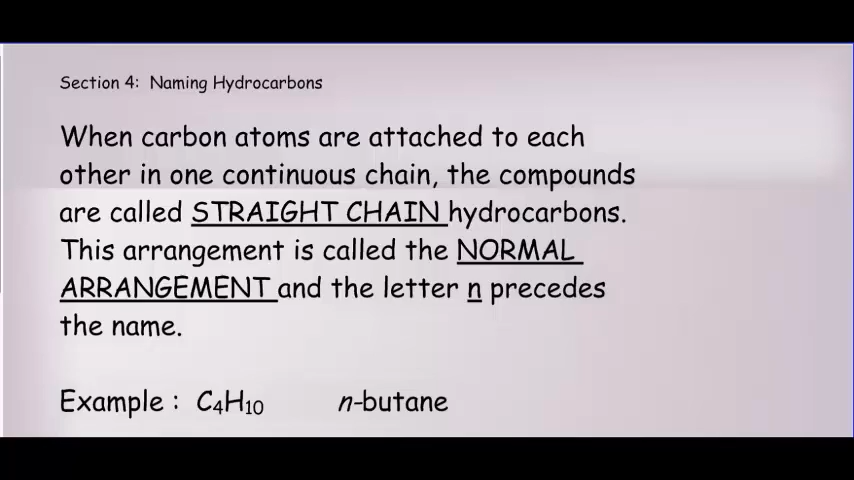 Section 4: Naming Hydrocarbons
When carbon atoms are attached to each
other in one continuous chain, the compounds
are called STRAIGHT CHAIN hydrocarbons.
This arrangement is called the NORMAL
ARRANGEMENT and the letter n precedes
the name.
Example : C₄H₁₀ n-butane